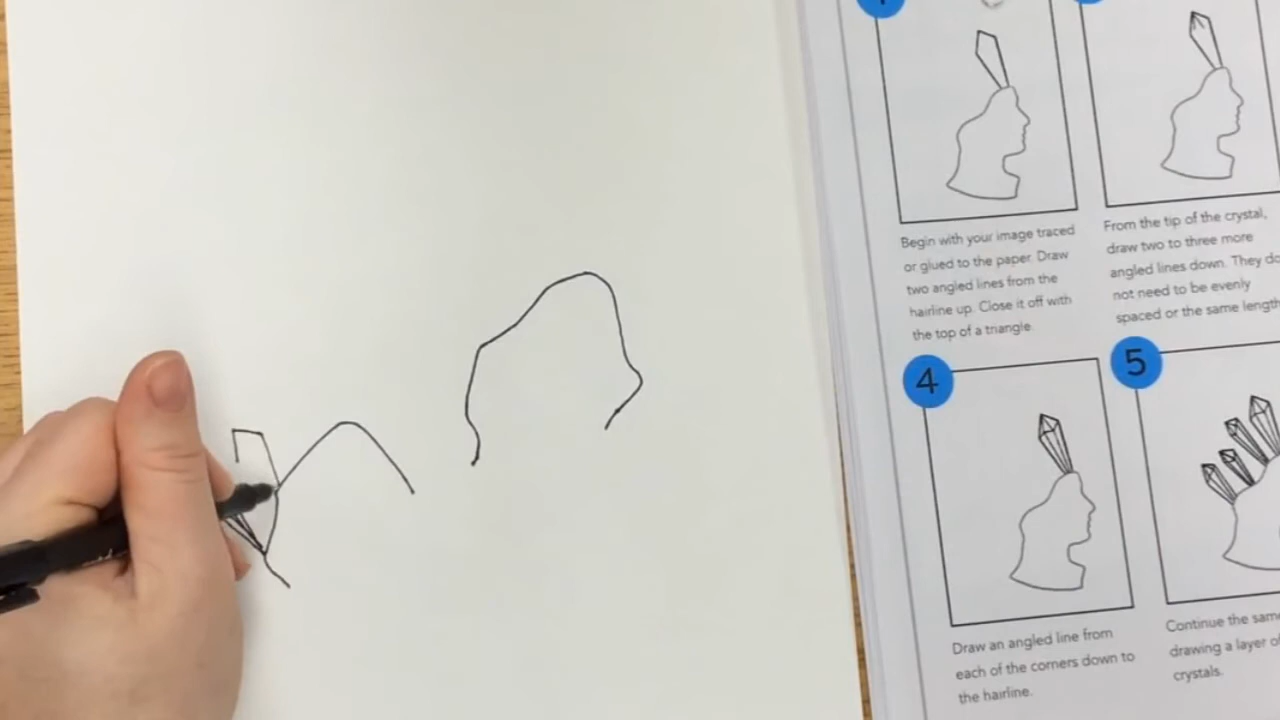 Begin with your image traced
or glued to the paper. Draw
two angled lines from the
hairline up. Close it off with
the top of a triangle.
From the tip of the crystal,
draw two to three more
angled lines down. They do
not need to be evenly
spaced or the same length
4
Draw an angled line from
each of the corners down to
the hairline.
5
Continue the sam
drawing a layer o
crystals.